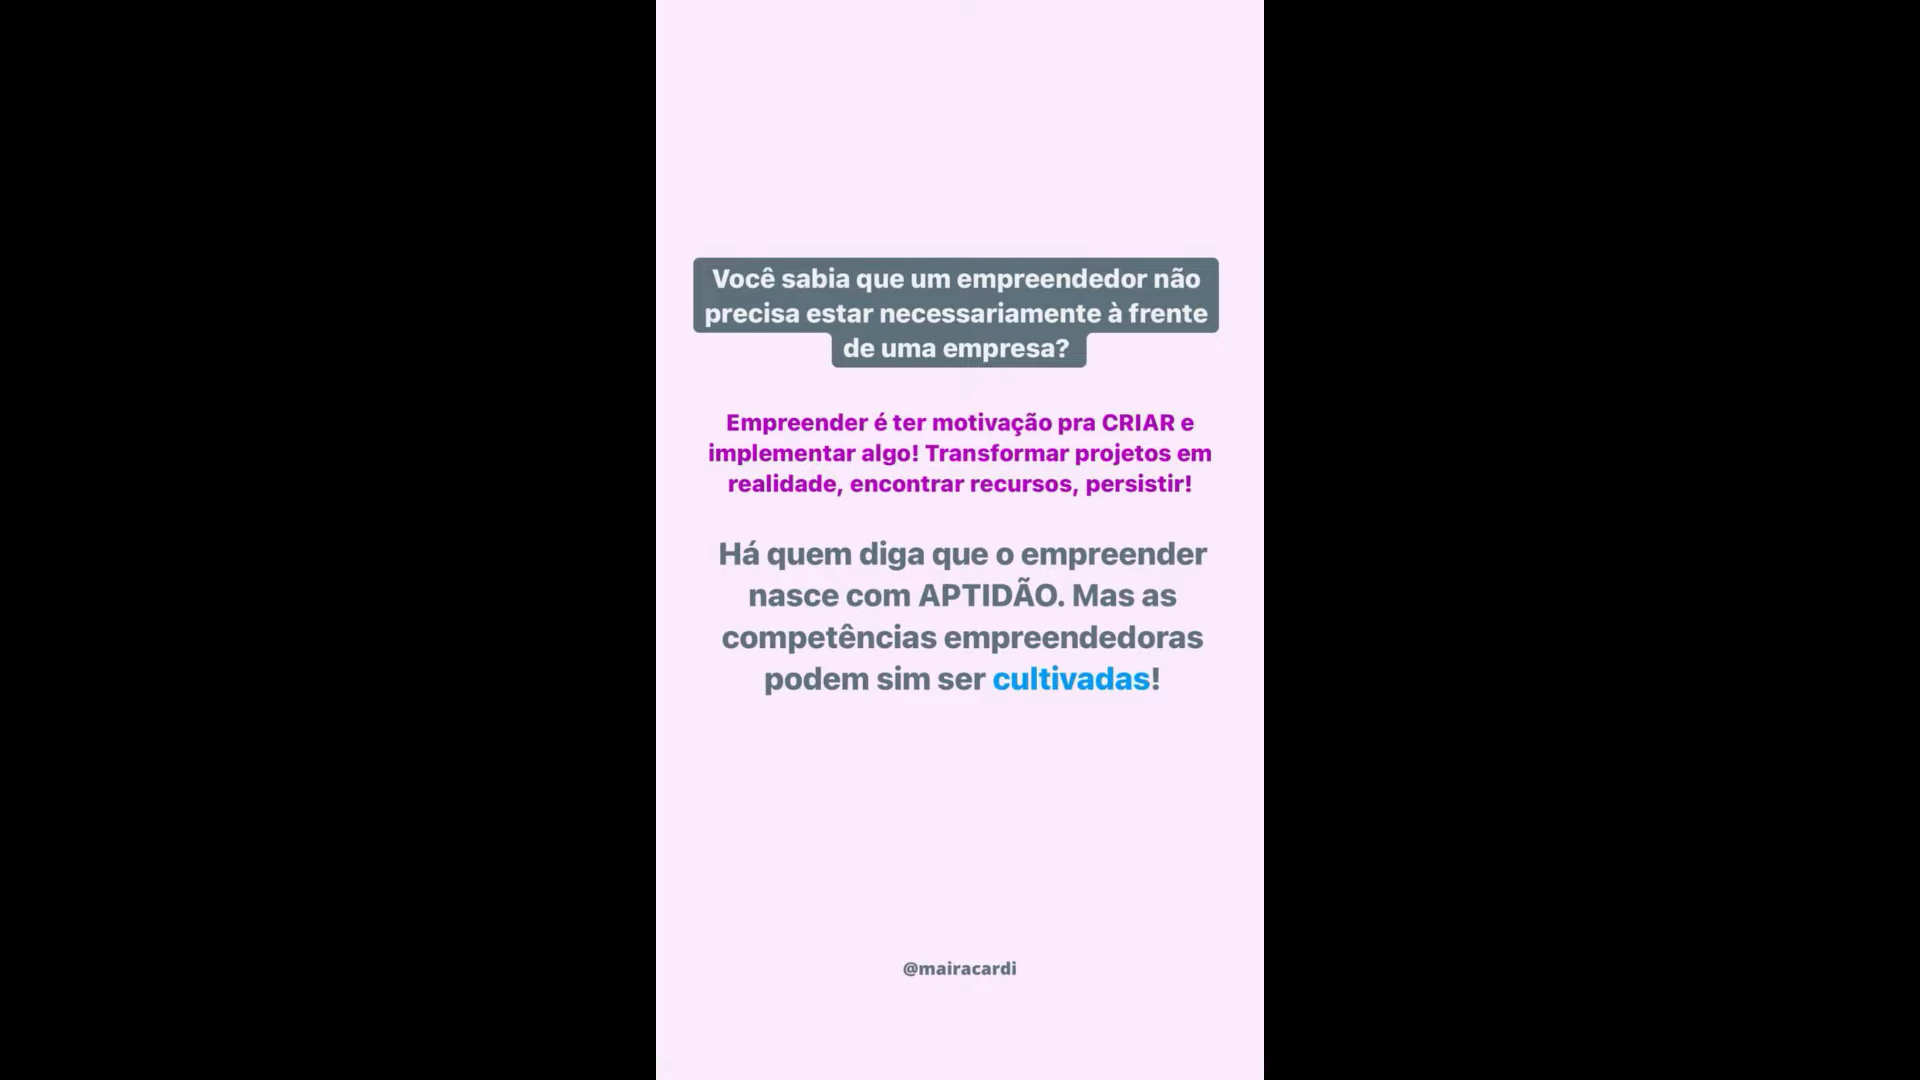 Você sabia que um empreendedor não
precisa estar necessariamente à frente
de uma empresa?
Empreender é ter motivação pra CRIAR e
implementar algo! Transformar projetos em
realidade, encontrar recursos, persistir!
Há quem diga que o empreender
nasce com APTIDÃO. Mas as
competências empreendedoras
podem sim ser cultivadas!
@mairacardi